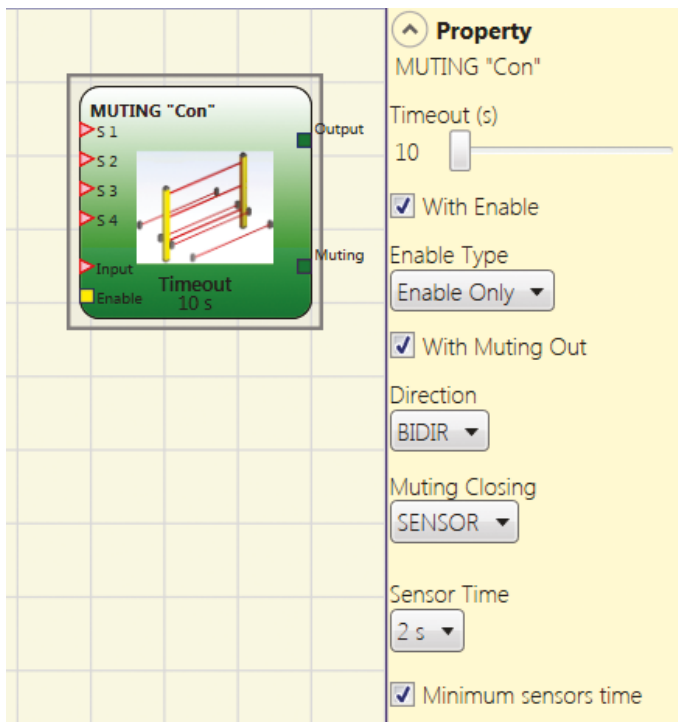 MUTING "Con"
S 1
S 2
S 3
S 4
Input
Enable
Output
Muting
Timeout
10 s
Property
MUTING "Con"
Timeout (s)
10
With Enable
Enable Type
Enable Only
With Muting Out
Direction
BIDIR
Muting Closing
SENSOR
Sensor Time
2 s
Minimum sensors time